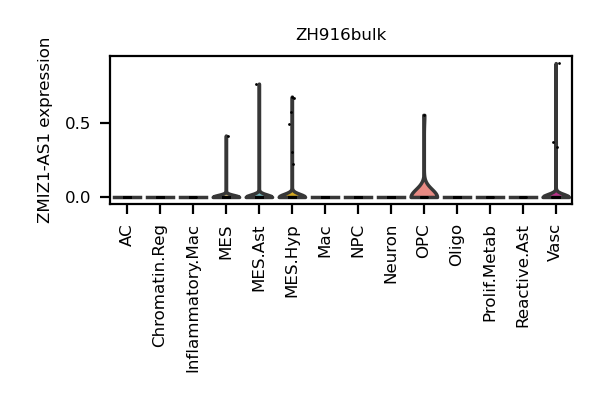 ZH916bulk
ZMIZ1-AS1 expression
0.5
0.0
AC
Chromatin.Reg
Inflammatory.Mac
MES
MES.Ast
MES.Hyp
Mac
NPC
Neuron
OPC
Oligo
Prolif.Metab
Reactive.Ast
Vasc